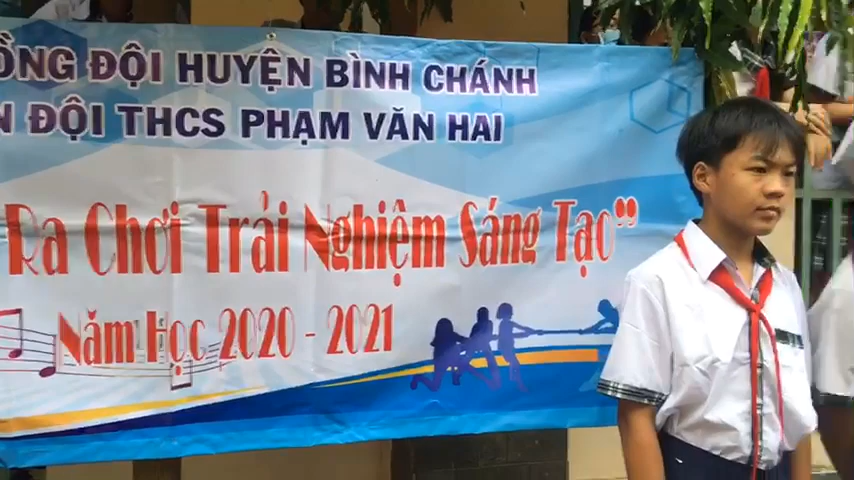 ĐỒNG ĐỘI HUYỆN BÌNH CHÁNH
ĐỘI THCS PHẠM VĂN HAI
Ra Chơi Trải Nghiệm Sáng Tạo”
Năm Học 2020 - 2021